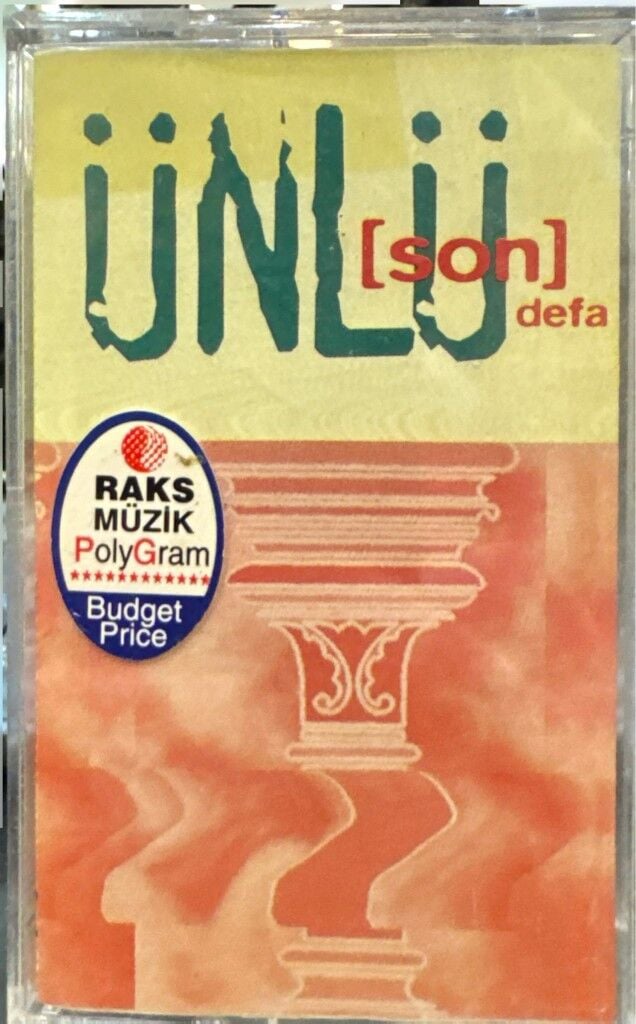 ÜNLÜ
[son]
defa
RAKS
MÜZİK
PolyGram
Budget
Price